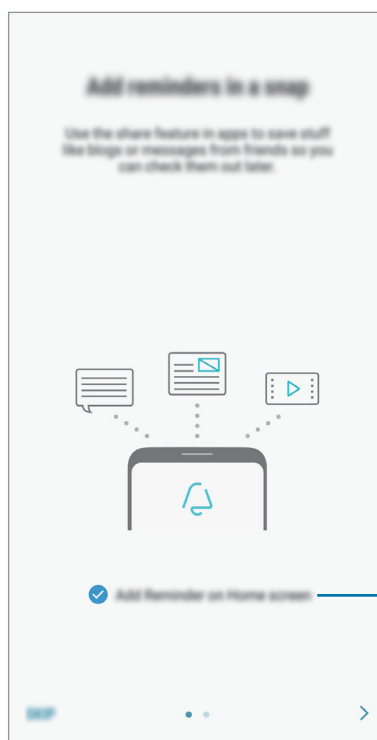 Add reminders in a snap
Use the share feature in apps to save stuff
like blogs or messages from friends so you
can check them out later.
Add Reminder on Home screen
SKIP